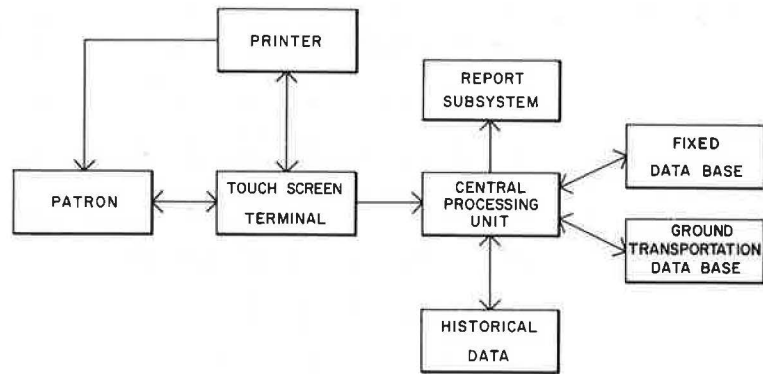 PRINTER
REPORT
SUBSYSTEM
FIXED
DATA BASE
PATRON
TOUCH SCREEN
TERMINAL
CENTRAL
PROCESSING
UNIT
GROUND
TRANSPORTATION
DATA BASE
HISTORICAL
DATA